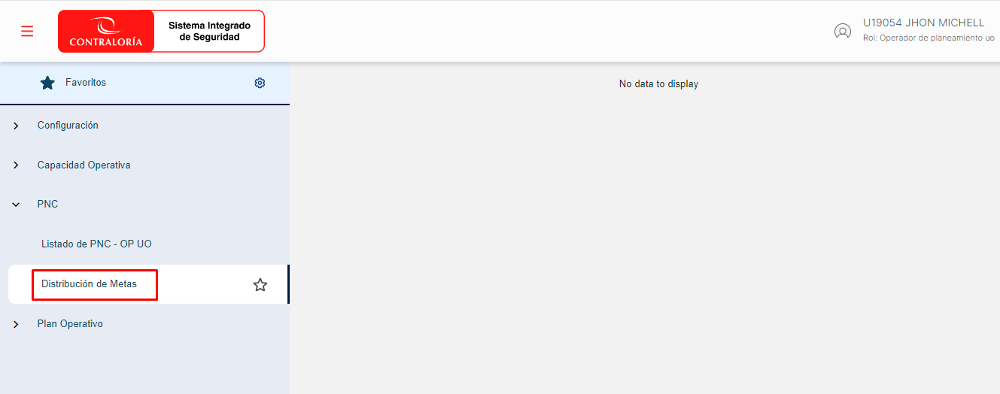 CONTRALORÍA
Sistema Integrado
de Seguridad
U19054 JHON MICHELL
Rol: Operador de planeamiento uo
Favoritos
No data to display
Configuración
Capacidad Operativa
PNC
Listado de PNC - OP UO
Distribución de Metas
Plan Operativo